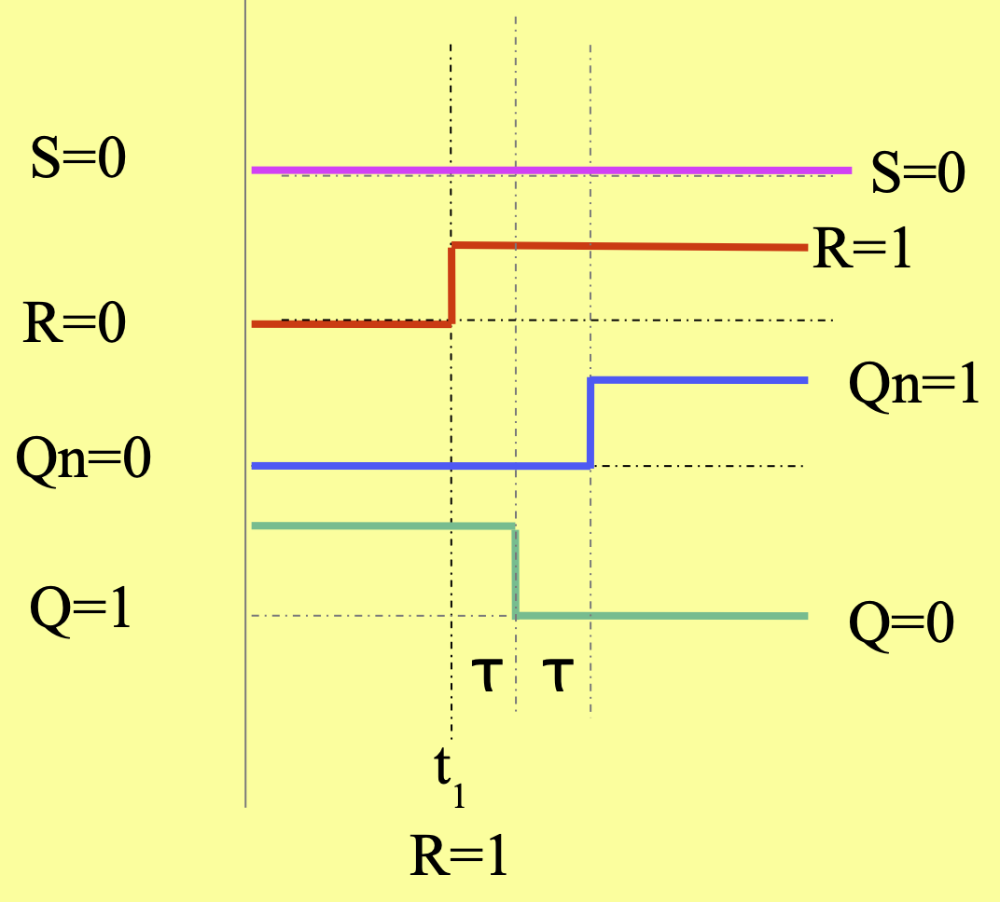 S=0
S=0
R=1
R=0
Qn=1
Qn=0
Q=1
Q=0
τ τ
t1
R=1